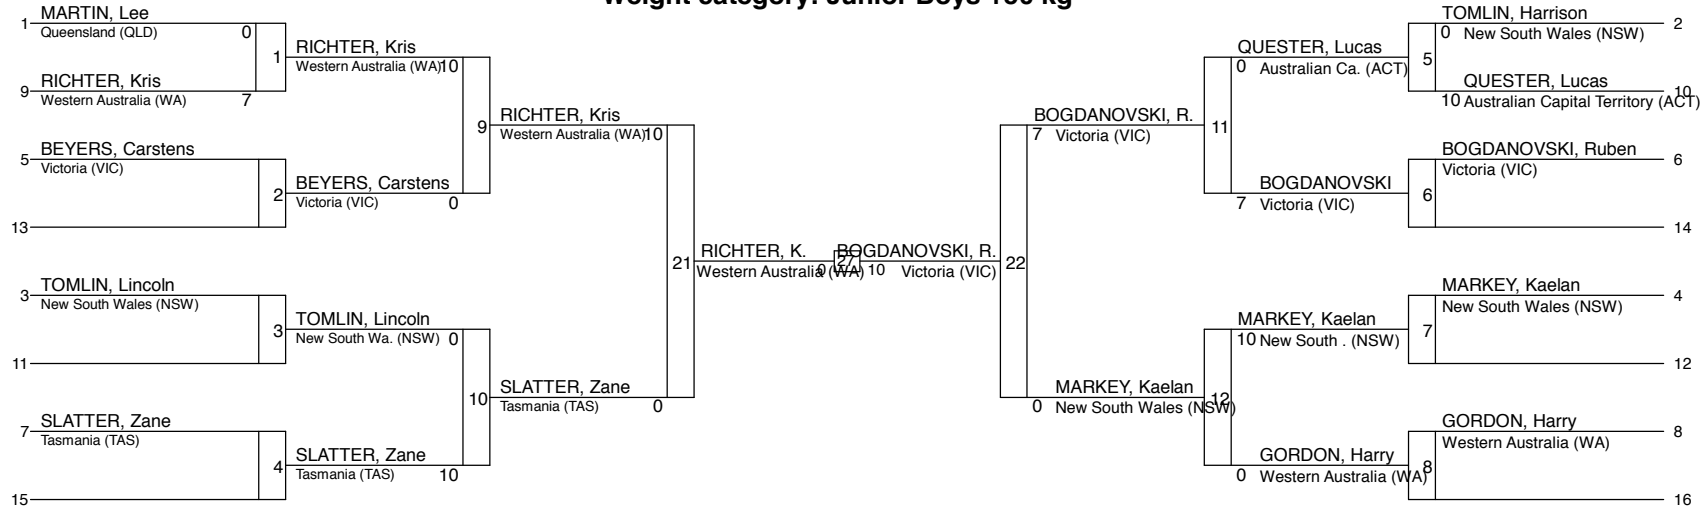 1
MARTIN, Lee
Queensland (QLD)
0
1
9
RICHTER, Kris
Western Australia (WA)
7
RICHTER, Kris
Western Australia (WA)
10
5
BEYERS, Carstens
Victoria (VIC)
2
13
BEYERS, Carstens
Victoria (VIC)
0
9
RICHTER, Kris
Western Australia (WA)
10
3
TOMLIN, Lincoln
New South Wales (NSW)
3
11
TOMLIN, Lincoln
New South Wa. (NSW)
0
7
SLATTER, Zane
Tasmania (TAS)
4
15
SLATTER, Zane
Tasmania (TAS)
10
10
SLATTER, Zane
Tasmania (TAS)
0
21
RICHTER, K.
Western Australia (WA)
0
27
BOGDANOVSKI, R.
10 Victoria (VIC)
22
BOGDANOVSKI, R.
7 Victoria (VIC)
11
MARKEY, Kaelan
0 New South Wales (NSW)
12
QUESTER, Lucas
0 Australian Ca. (ACT)
5
BOGDANOVSKI
7 Victoria (VIC)
6
MARKEY, Kaelan
10 New South . (NSW)
7
GORDON, Harry
0 Western Australia (WA)
8
TOMLIN, Harrison
0 New South Wales (NSW)
2
QUESTER, Lucas
10 Australian Capital Territory (ACT)
10
BOGDANOVSKI, Ruben
Victoria (VIC)
6
14
MARKEY, Kaelan
New South Wales (NSW)
4
12
GORDON, Harry
Western Australia (WA)
8
16